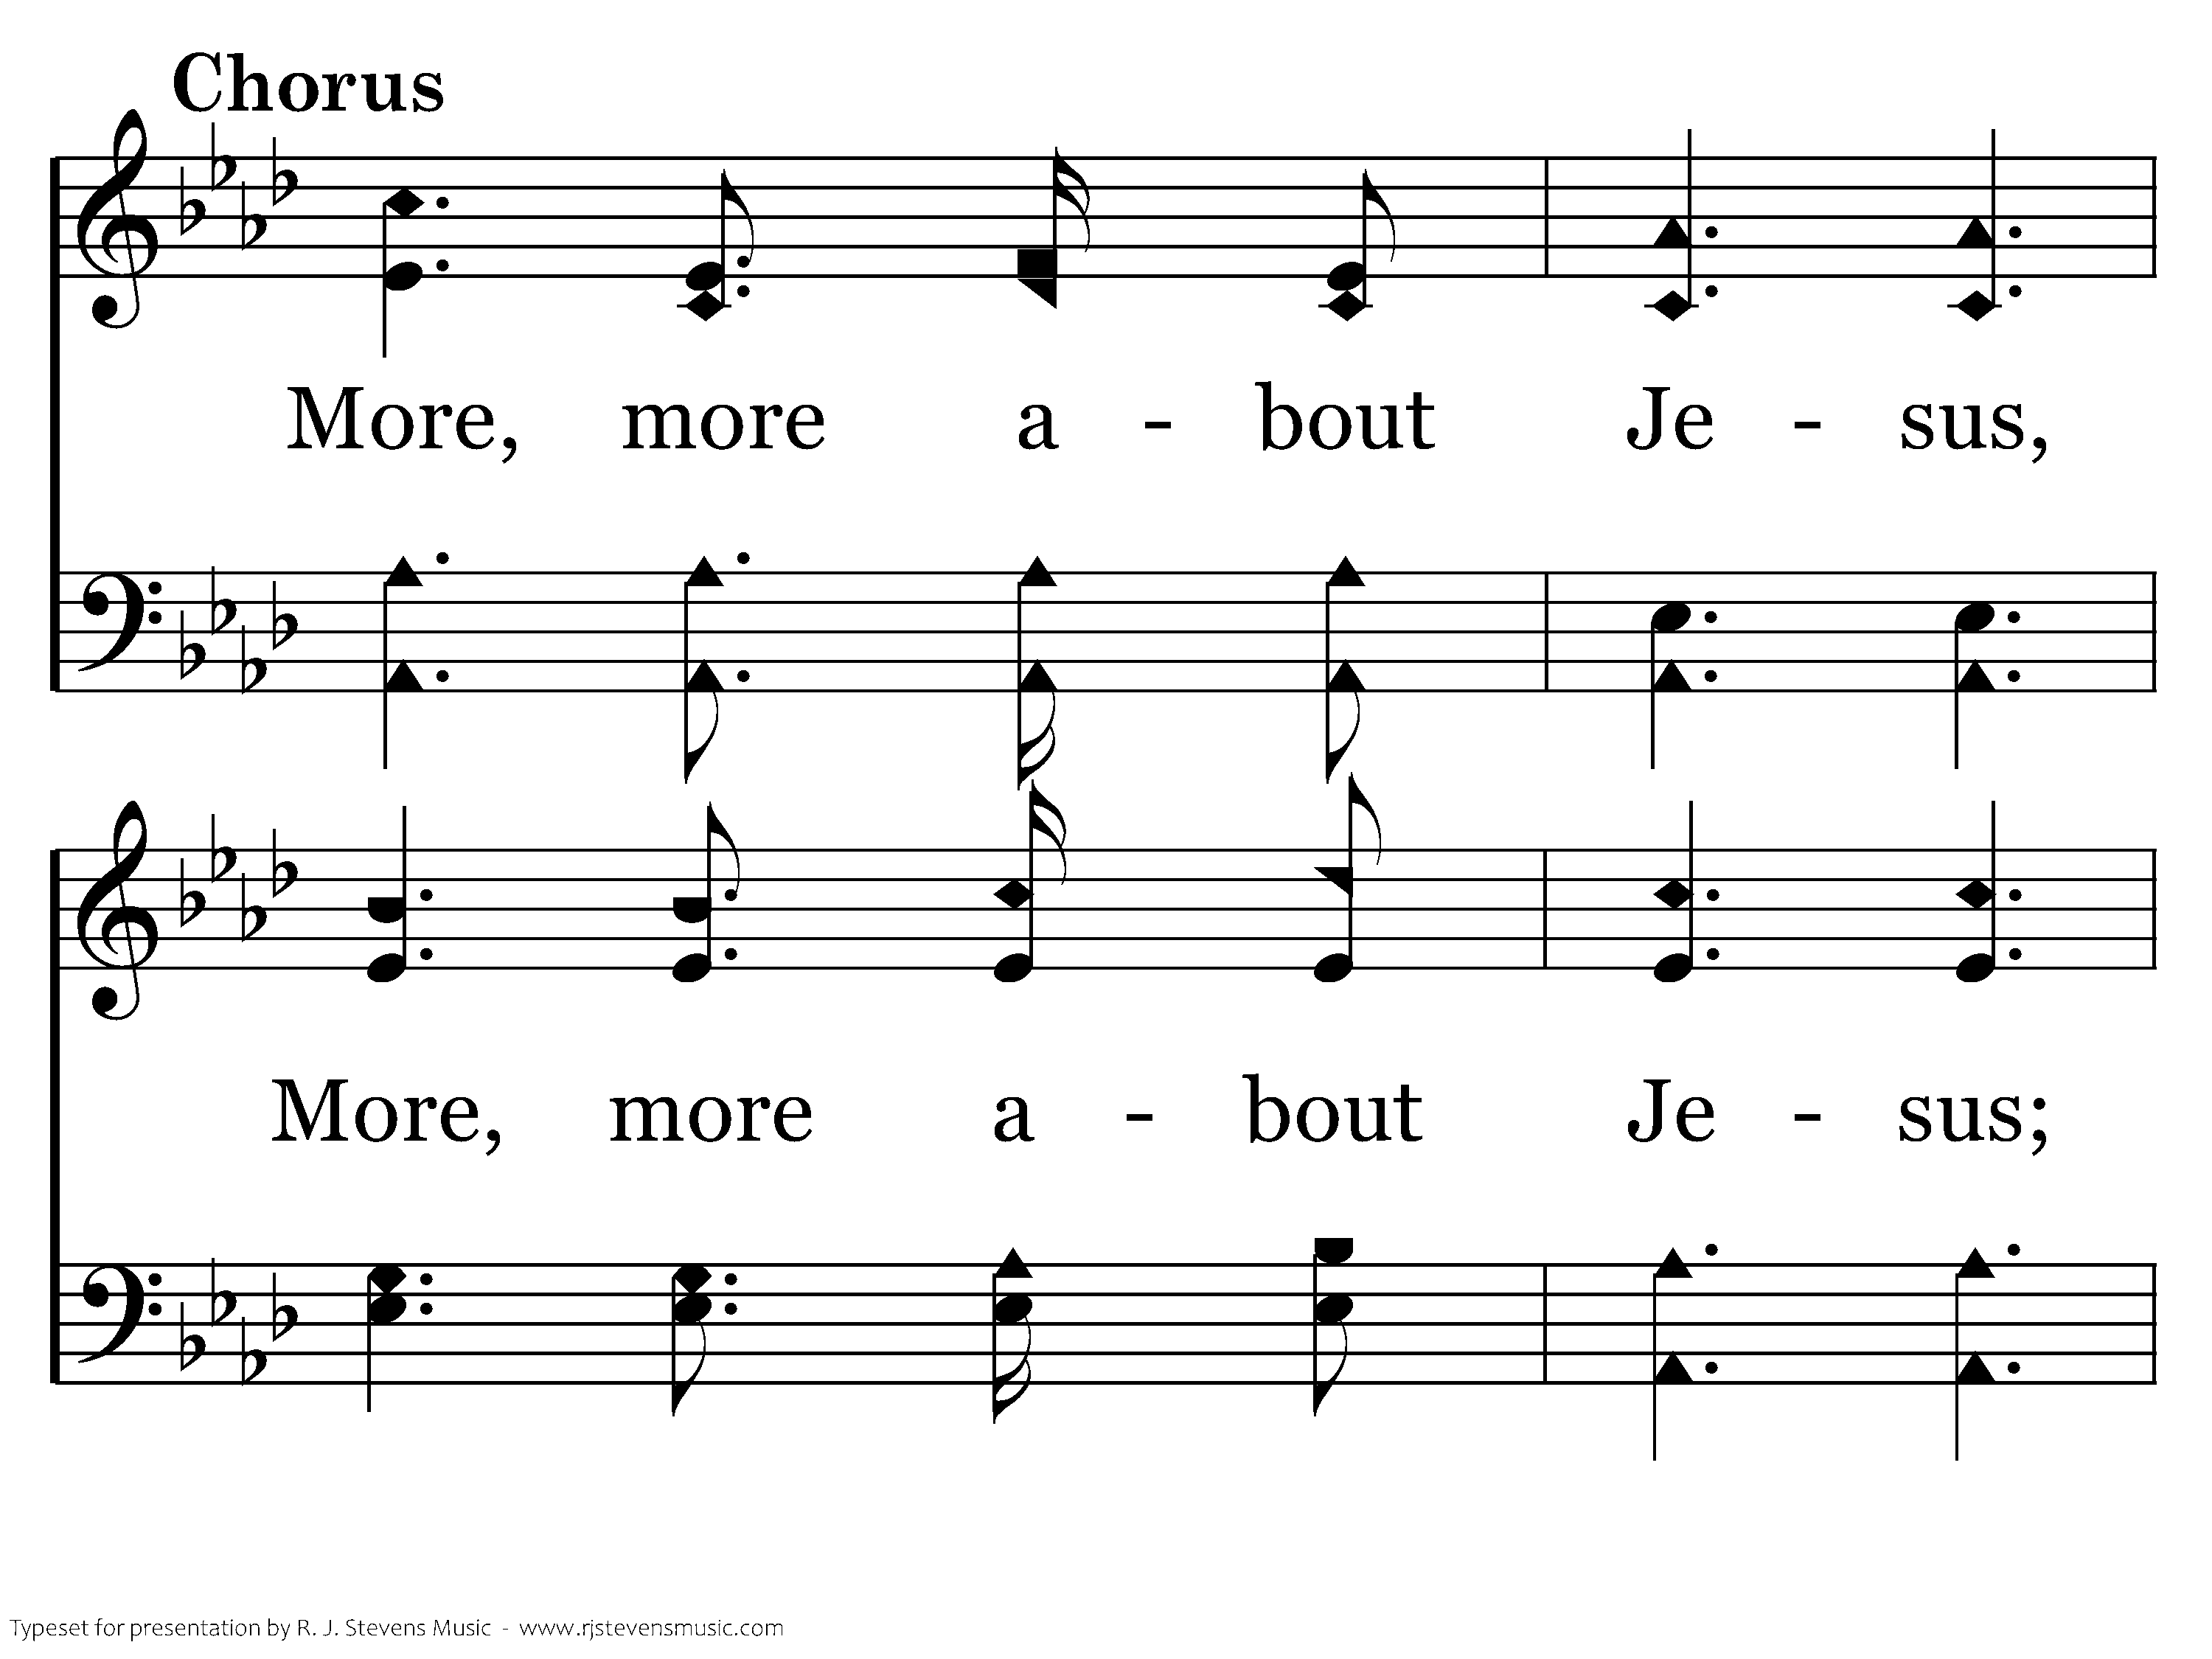 Chorus
More, more a - bout Je - sus,
More, more a - bout Je - sus;
Typeset for presentation by R. J. Stevens Music - www.rjstevensmusic.com